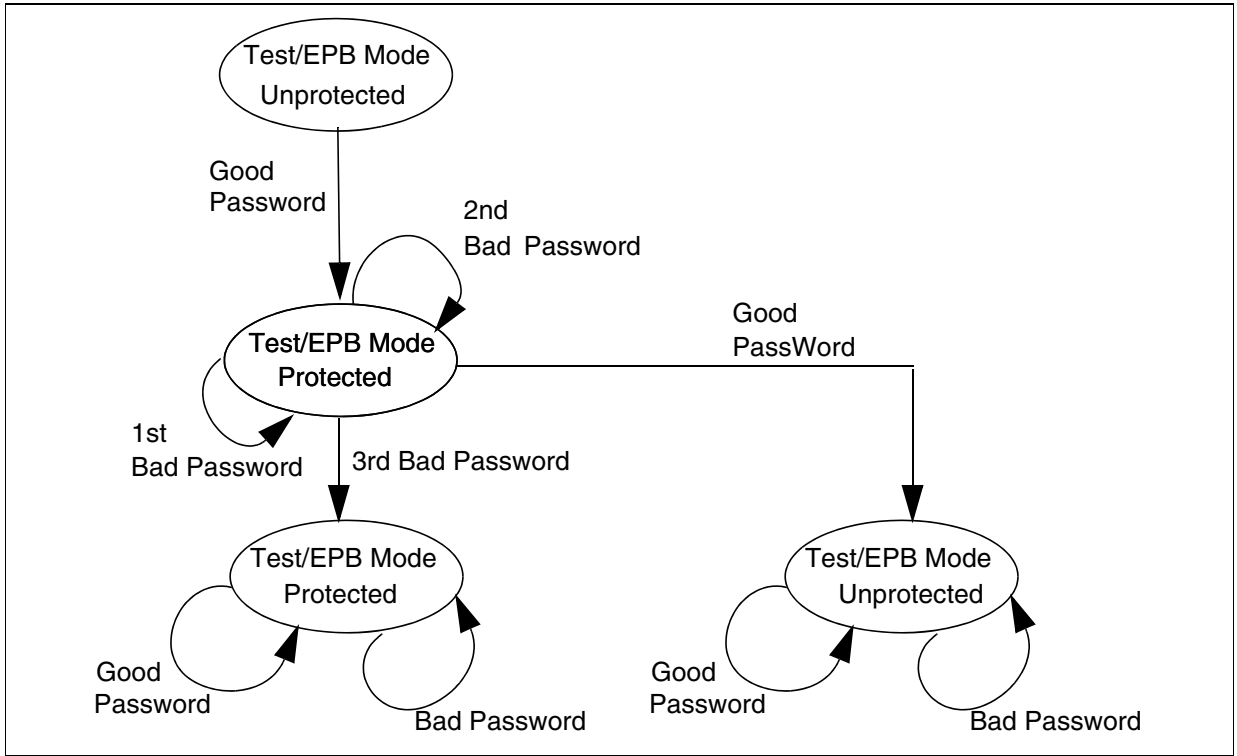 Test/EPB Mode
Unprotected
Good
Password
2nd
Bad Password
Good
PassWord
Test/EPB Mode
Protected
1st
Bad Password
3rd Bad Password
Test/EPB Mode
Protected
Test/EPB Mode
Unprotected
Good
Password
Bad Password
Good
Password
Bad Password